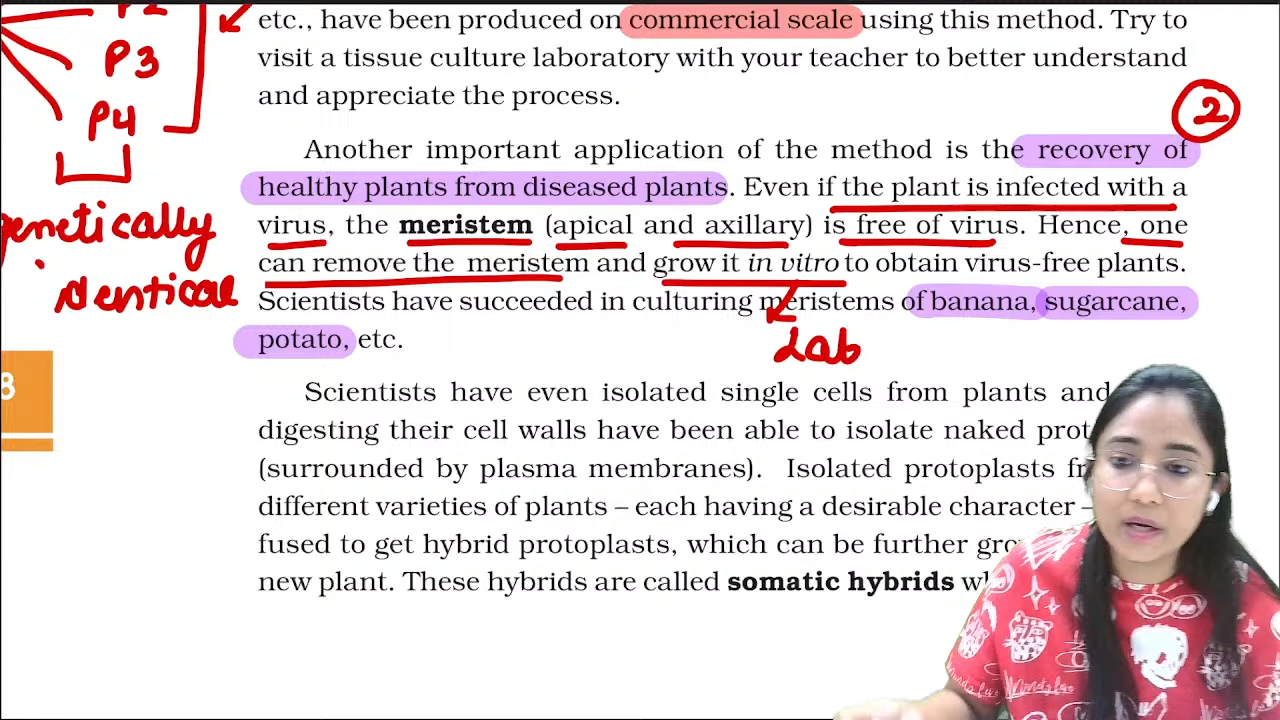 P3
P4
genetically
identical
2
etc., have been produced on commercial scale using this method. Try to
visit a tissue culture laboratory with your teacher to better understand
and appreciate the process.
Another important application of the method is the recovery of
healthy plants from diseased plants. Even if the plant is infected with a
virus, the meristem (apical and axillary) is free of virus. Hence, one
can remove the meristem and grow it in vitro to obtain virus-free plants.
Scientists have succeeded in culturing meristems of banana, sugarcane,
potato, etc.
Lab
8
Scientists have even isolated single cells from plants and
digesting their cell walls have been able to isolate naked
(surrounded by plasma membranes). Isolated protoplasts
different varieties of plants – each having a desirable character –
fused to get hybrid protoplasts, which can be further
new plant. These hybrids are called somatic hybrids